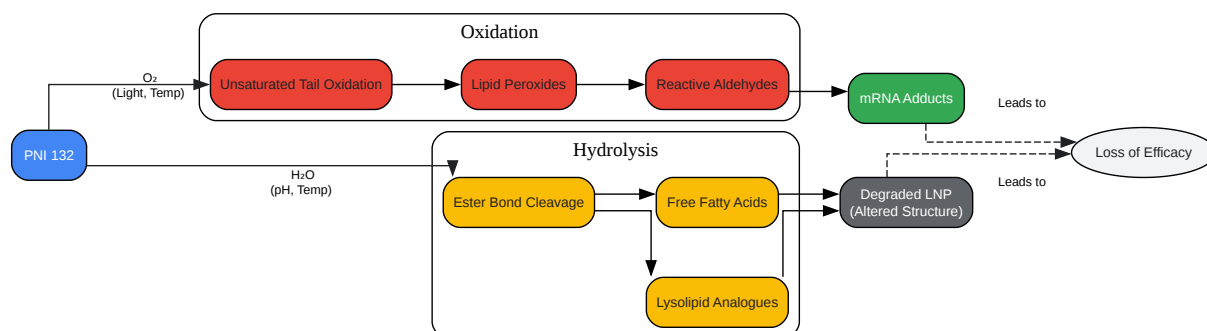 Oxidation
O₂
(Light, Temp)
Unsaturated Tail Oxidation
Lipid Peroxides
Reactive Aldehydes
mRNA Adducts
Leads to
PNI 132
Loss of Efficacy
Hydrolysis
H₂O
(pH, Temp)
Ester Bond Cleavage
Free Fatty Acids
Degraded LNP
(Altered Structure)
Leads to
Lysolipid Analogues